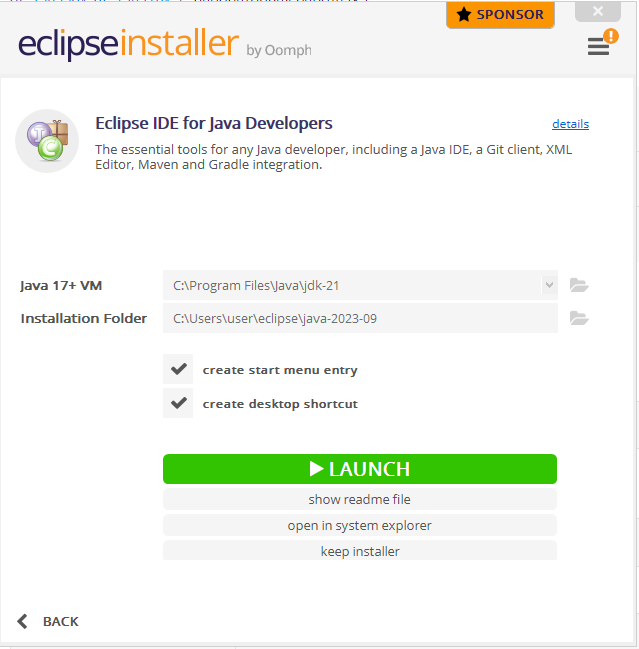 SPONSOR
eclipseinstaller by Oomph
!
Eclipse IDE for Java Developers
details
The essential tools for any Java developer, including a Java IDE, a Git client, XML
Editor, Maven and Gradle integration.
Java 17+ VM
C:\Program Files\Java\jdk-21
Installation Folder
C:\Users\user\eclipse\java-2023-09
create start menu entry
create desktop shortcut
LAUNCH
show readme file
open in system explorer
keep installer
BACK